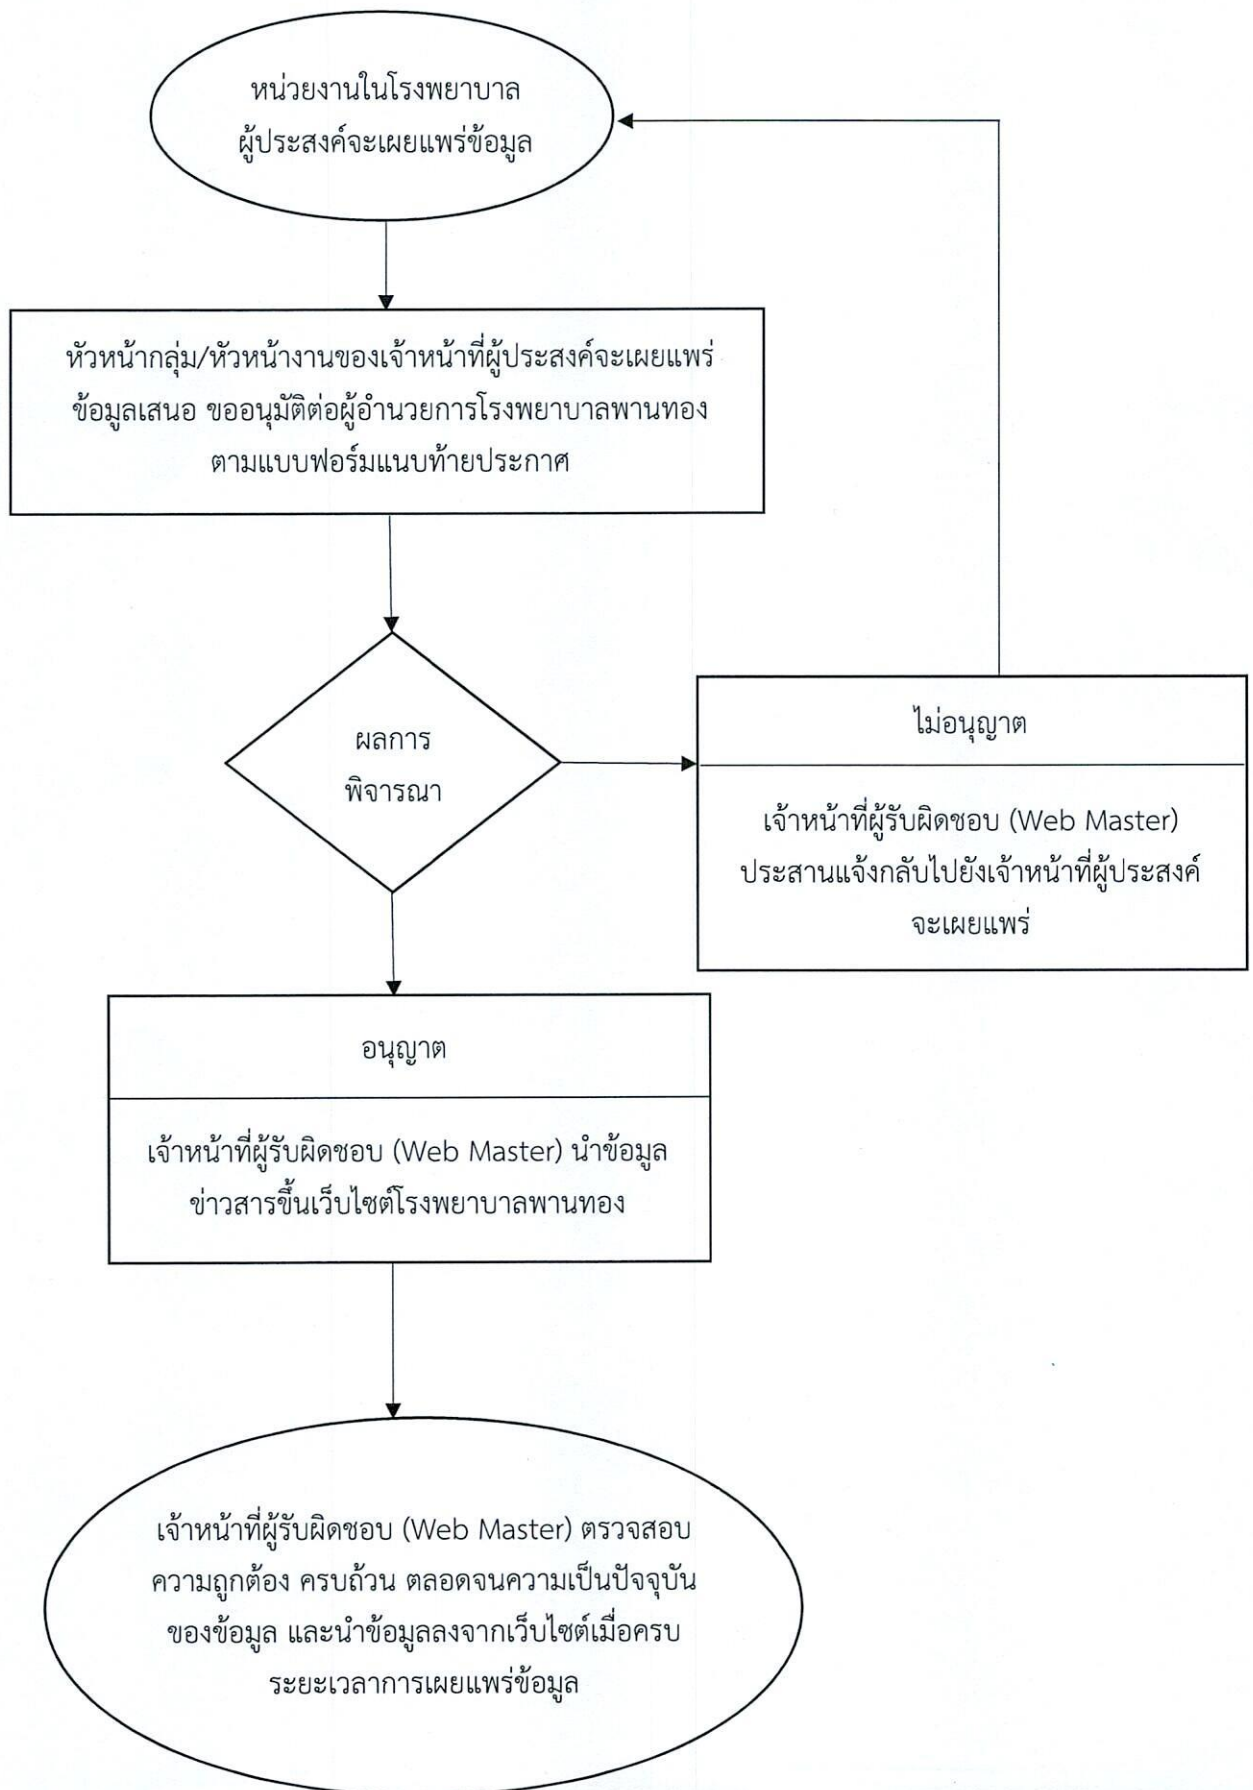 หน่วยงานในโรงพยาบาล
ผู้ประสงค์จะเผยแพร่ข้อมูล
หัวหน้ากลุ่ม/หัวหน้างานของเจ้าหน้าที่ผู้ประสงค์จะเผยแพร่
ข้อมูลเสนอ ขออนุมัติต่อผู้อำนวยการโรงพยาบาลพานทอง
ตามแบบฟอร์มแนบท้ายประกาศ
ผลการ
พิจารณา
ไม่อนุญาต
เจ้าหน้าที่ผู้รับผิดชอบ (Web Master)
ประสานแจ้งกลับไปยังเจ้าหน้าที่ผู้ประสงค์
จะเผยแพร่
อนุญาต
เจ้าหน้าที่ผู้รับผิดชอบ (Web Master) นำข้อมูล
ข่าวสารขึ้นเว็บไซต์โรงพยาบาลพานทอง
เจ้าหน้าที่ผู้รับผิดชอบ (Web Master) ตรวจสอบ
ความถูกต้อง ครบถ้วน ตลอดจนความเป็นปัจจุบัน
ของข้อมูล และนำข้อมูลลงจากเว็บไซต์เมื่อครบ
ระยะเวลาการเผยแพร่ข้อมูล